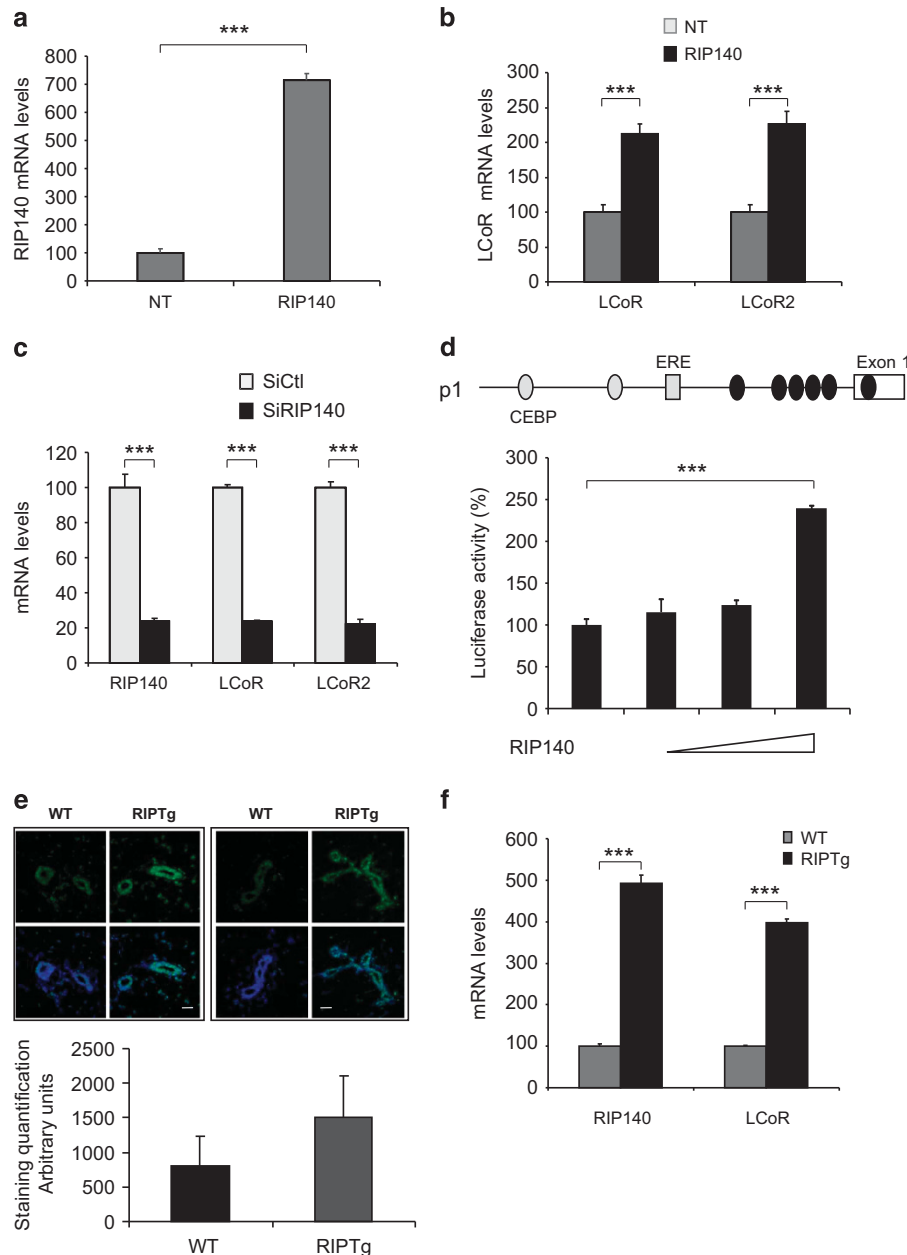 a
***
RIP140 mRNA levels
800
700
600
500
400
300
200
100
0
NT
RIP140
b
NT
RIP140
LCoR mRNA levels
300
250
200
150
100
50
0
***
***
LCoR
LCoR2
c
SiCtl
SiRIP140
mRNA levels
120
100
80
60
40
20
0
***
***
***
RIP140
LCoR
LCoR2
d
ERE
Exon 1
p1
CEBP
Luciferase activity (%)
300
250
200
150
100
50
0
***
RIP140
e
WT
RIPTg
WT
RIPTg
Staining quantification
Arbitrary units
2500
2000
1500
1000
500
0
WT
RIPTg
f
WT
RIPTg
mRNA levels
600
500
400
300
200
100
0
***
***
RIP140
LCoR